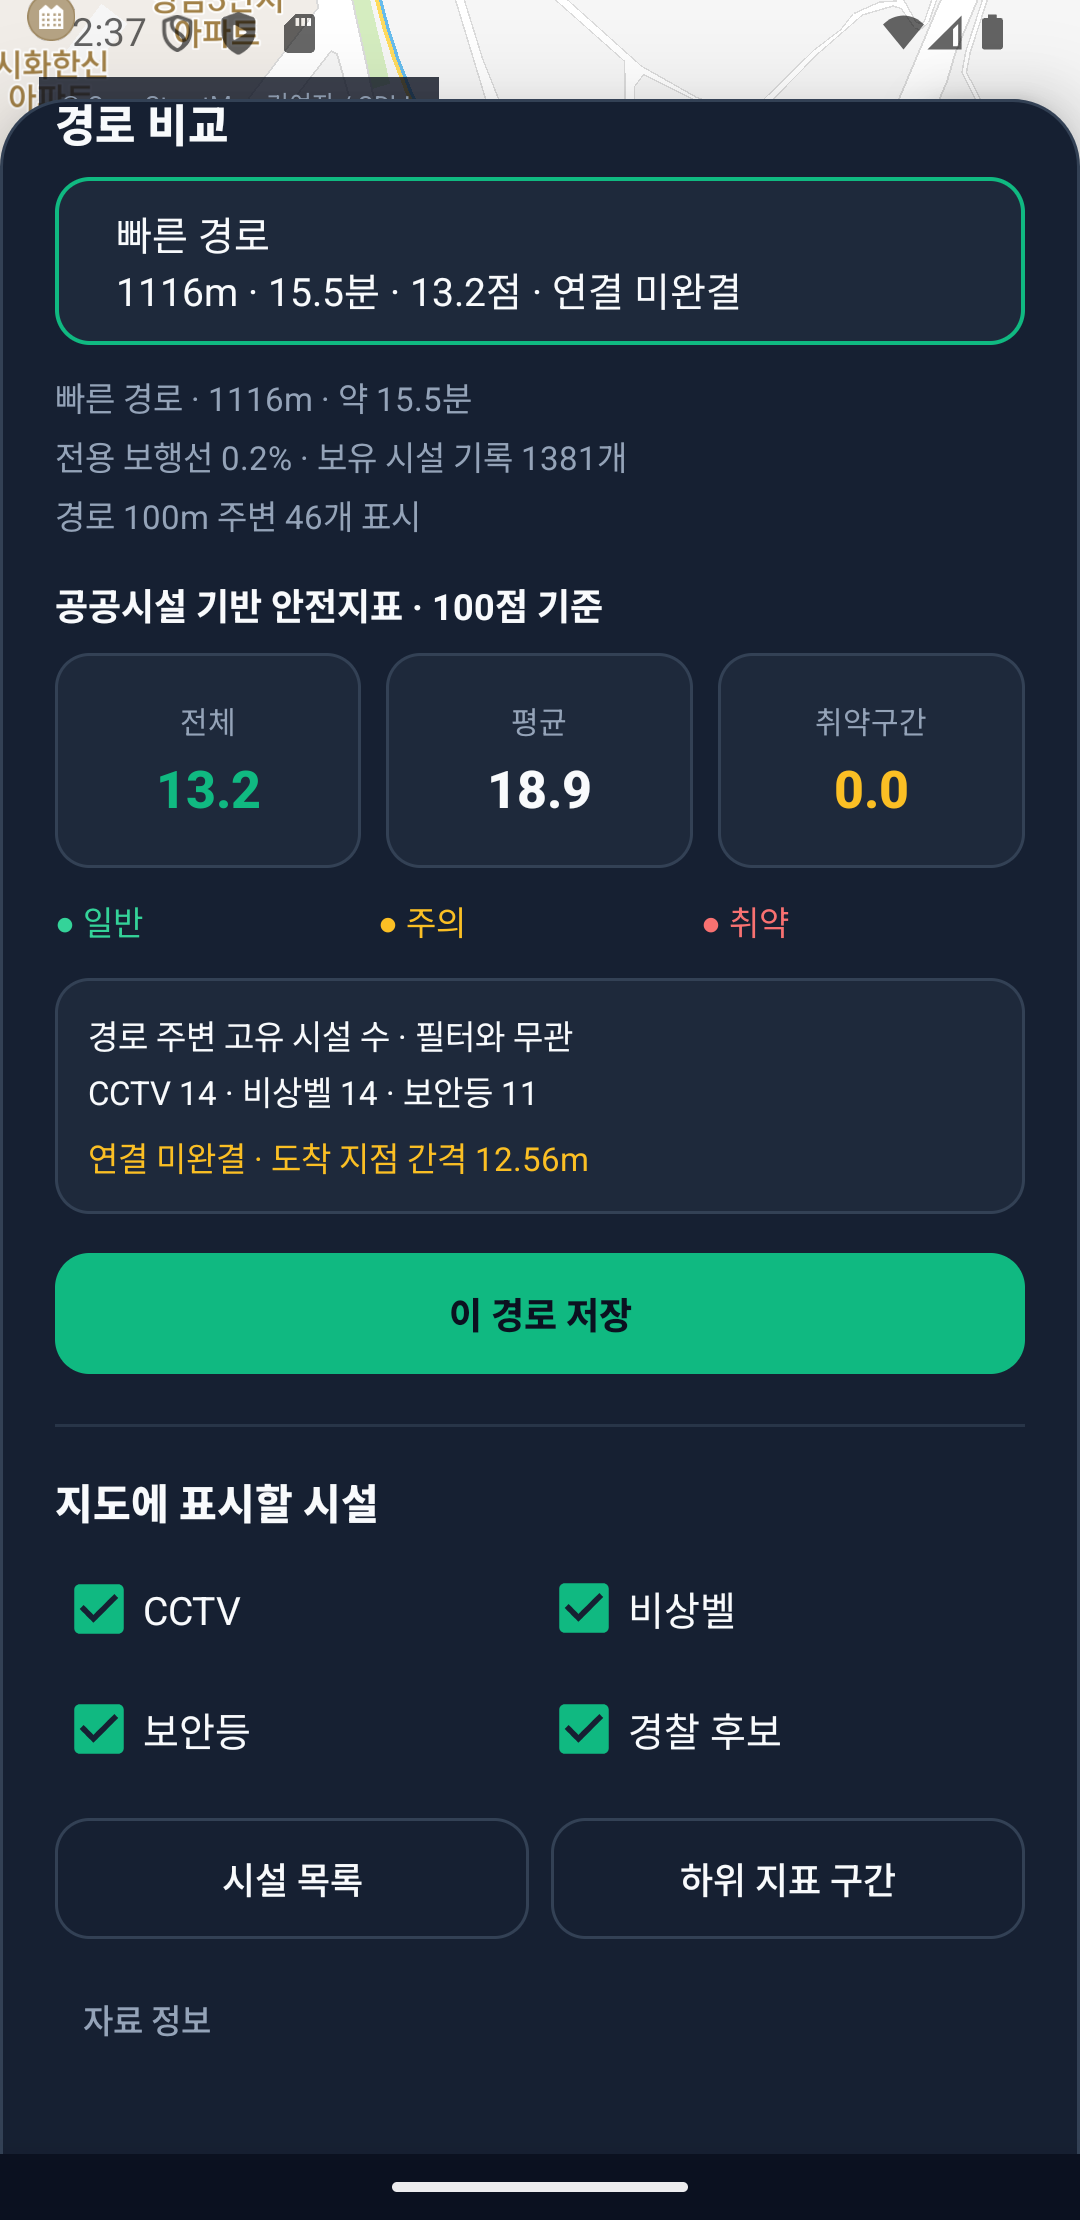 2:37
아파트
시화한신
경로 비교
빠른 경로
1116m · 15.5분 · 13.2점 · 연결 미완결
빠른 경로 · 1116m · 약 15.5분
전용 보행선 0.2% · 보유 시설 기록 1381개
경로 100m 주변 46개 표시
공공시설 기반 안전지표 · 100점 기준
전체
평균
취약구간
13.2
18.9
0.0
● 일반
● 주의
● 취약
경로 주변 고유 시설 수 · 필터와 무관
CCTV 14 · 비상벨 14 · 보안등 11
연결 미완결 · 도착 지점 간격 12.56m
이 경로 저장
지도에 표시할 시설
CCTV
비상벨
보안등
경찰 후보
시설 목록
하위 지표 구간
자료 정보